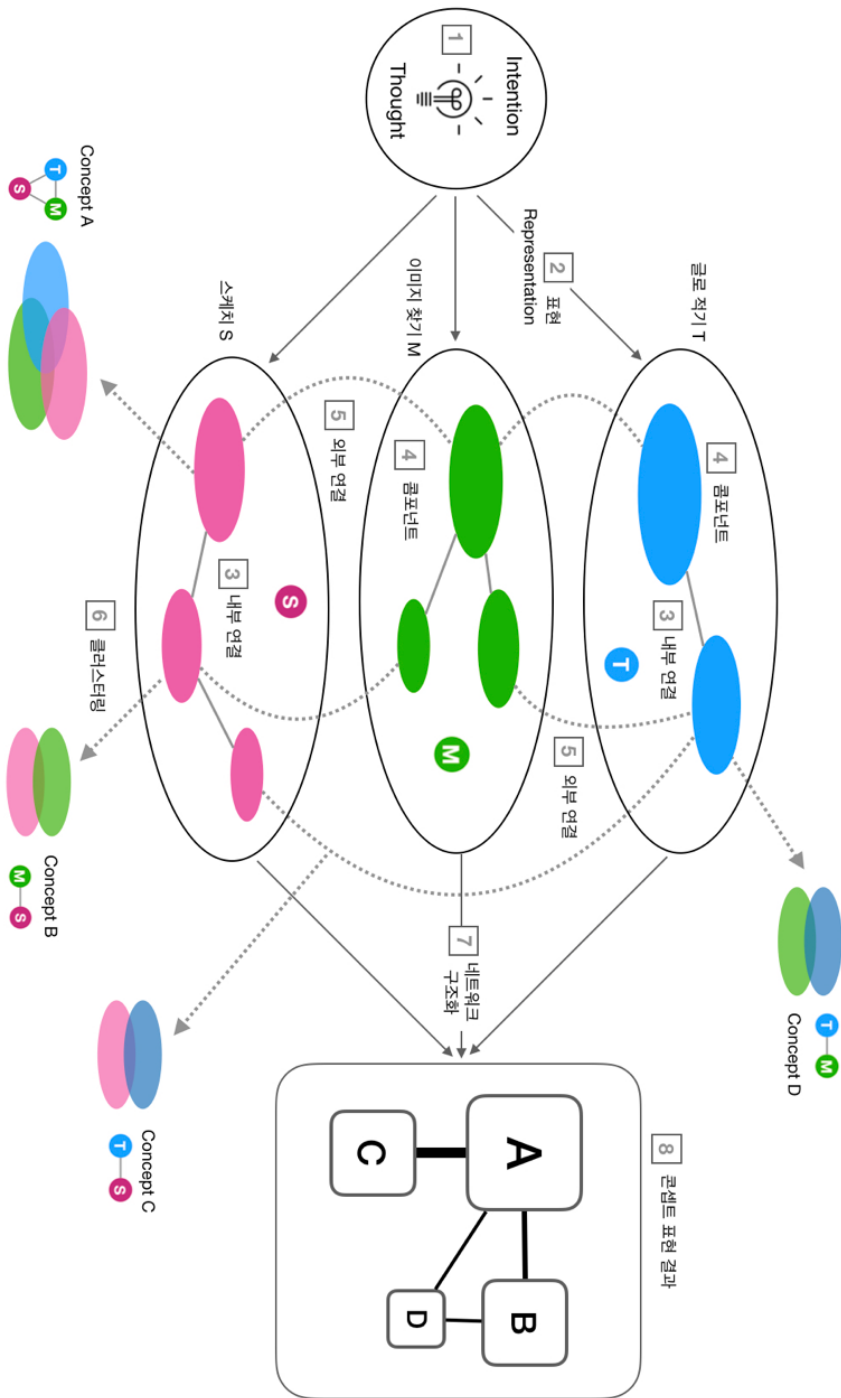 1
Intention
Thought
2 표현
Representation
글로 적기 T
이미지 찾기 M
스케치 S
4 콤포넌트
3 내부 연결
T
5 외부 연결
4 콤포넌트
M
5 외부 연결
3 내부 연결
S
6 클러스터링
Concept A
T
M
S
Concept B
M
S
Concept C
T
S
Concept D
T
M
7 네트워크
구조화
8 콘셉트 표현 결과
A
B
C
D